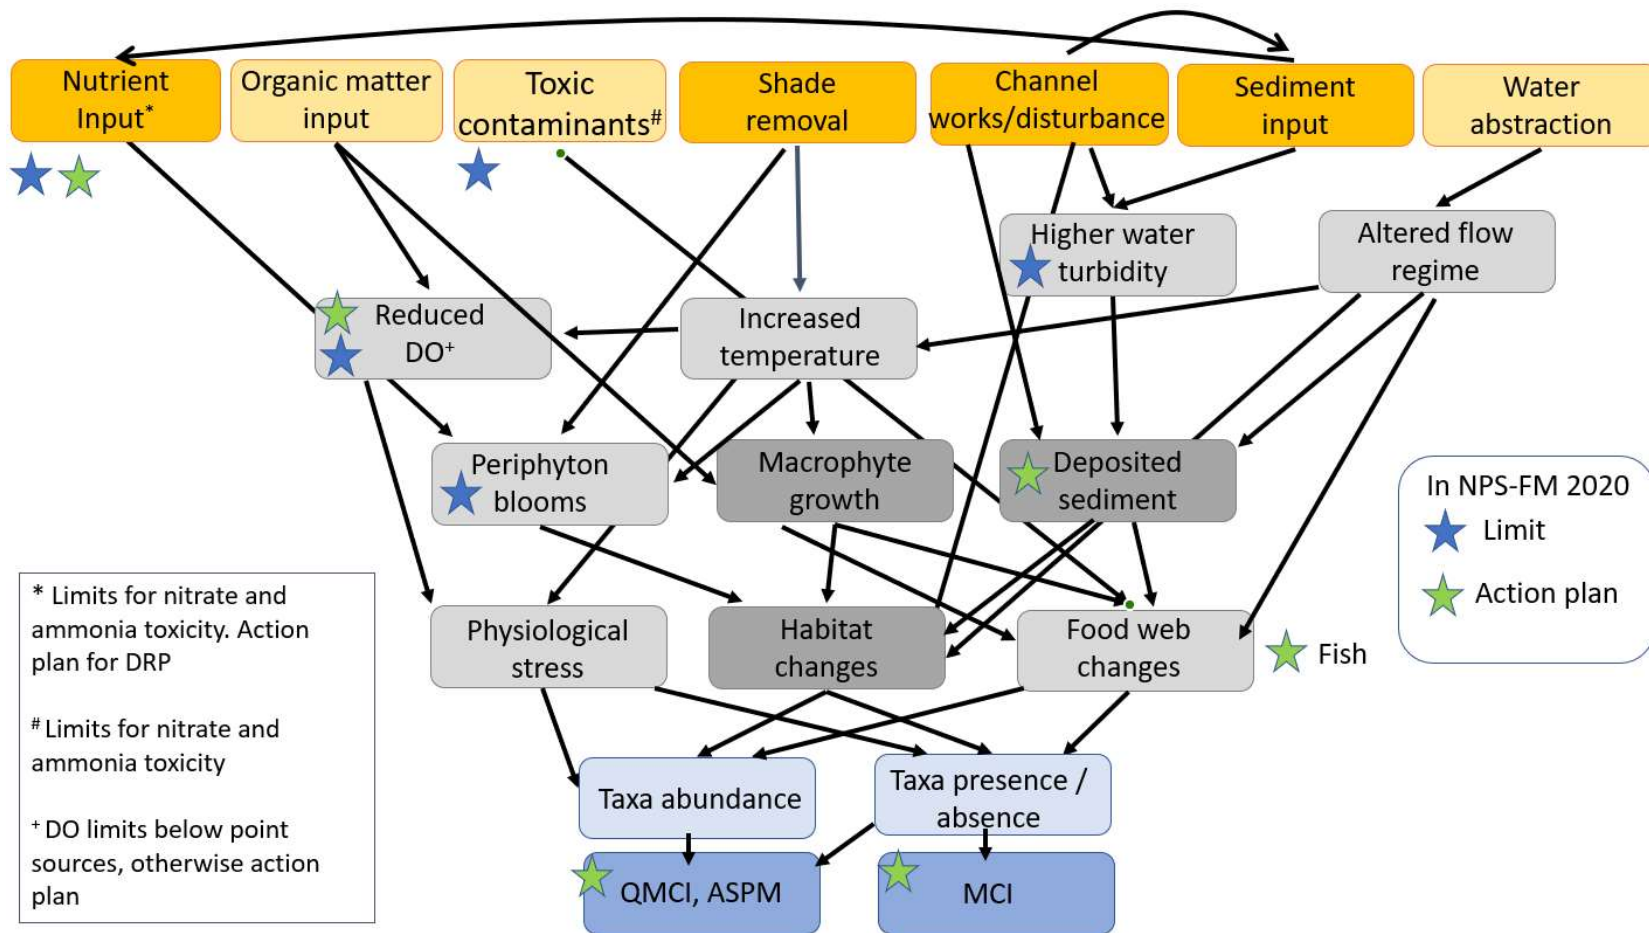 Nutrient
Input*
Organic matter
input
Toxic
contaminants#
Shade
removal
Channel
works/disturbance
Sediment
input
Water
abstraction
Higher water
turbidity
Altered flow
regime
Reduced
DO+
Increased
temperature
Periphyton
blooms
Macrophyte
growth
Deposited
sediment
In NPS-FM 2020
Limit
Action plan
* Limits for nitrate and
ammonia toxicity. Action
plan for DRP
# Limits for nitrate and
ammonia toxicity
+ DO limits below point
sources, otherwise action
plan
Physiological
stress
Habitat
changes
Food web
changes
Fish
Taxa abundance
Taxa presence /
absence
QMCI, ASPM
MCI